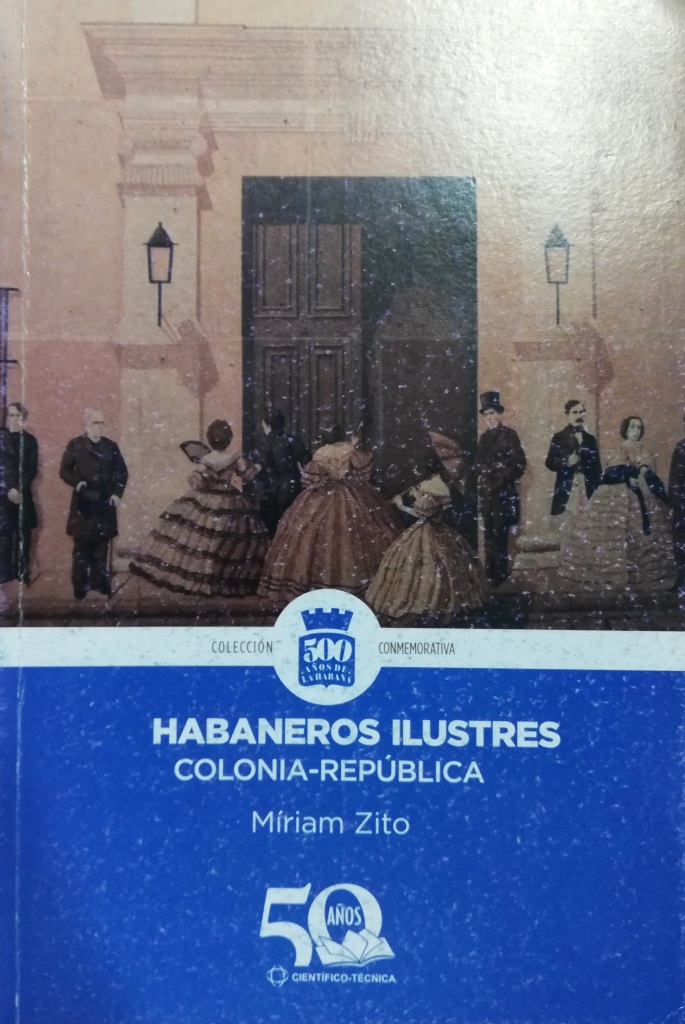 COLECCIÓN CONMEMORATIVA
500
AÑOS DE
LA HABANA
HABANEROS ILUSTRES
COLONIA-REPÚBLICA
Míriam Zito
50
AÑOS
CIENTÍFICO-TÉCNICA